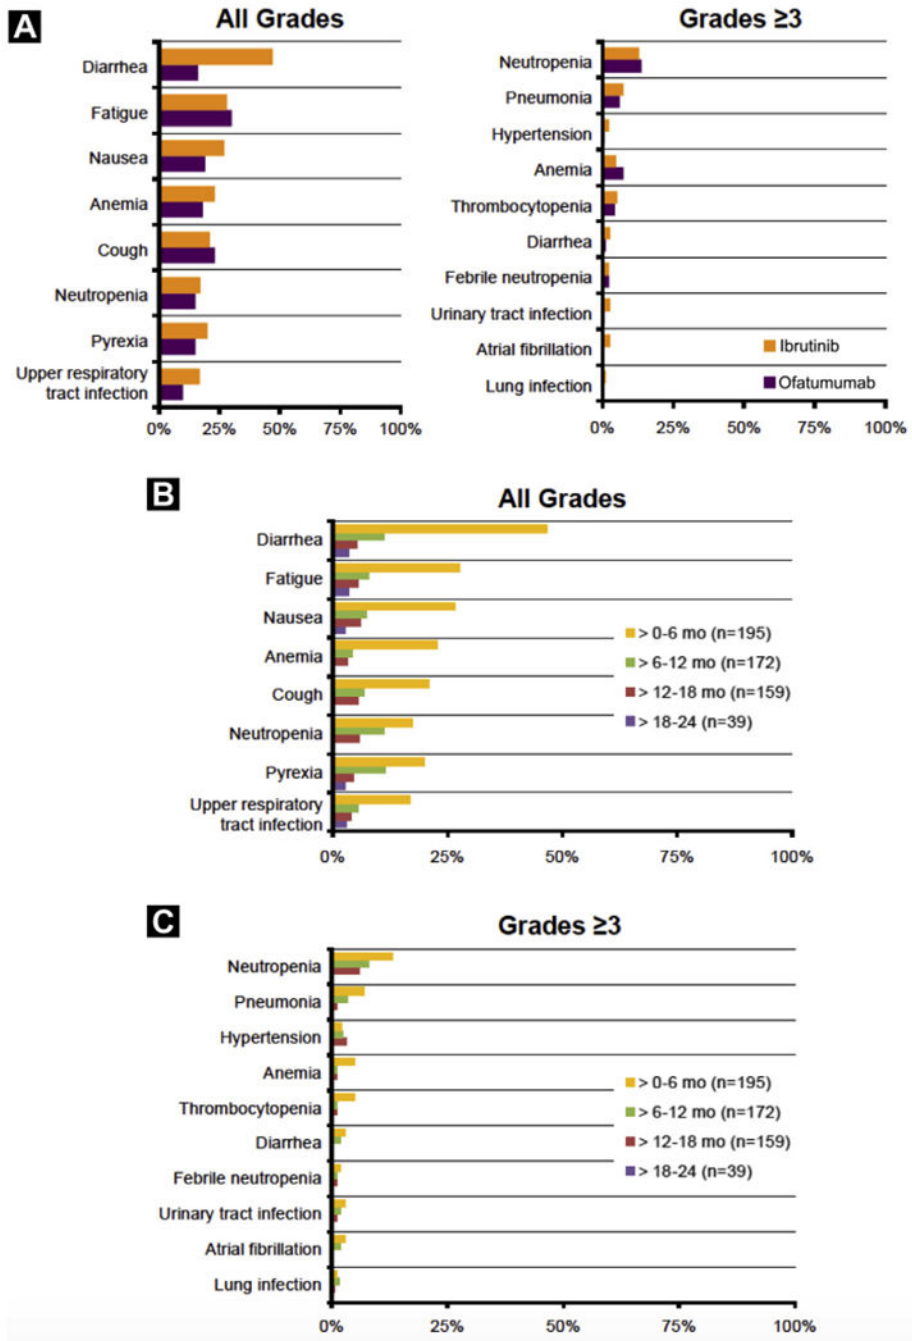 A
All Grades
Diarrhea
Fatigue
Nausea
Anemia
Cough
Neutropenia
Pyrexia
Upper respiratory
tract infection
0% 25% 50% 75% 100%
Grades ≥3
Neutropenia
Pneumonia
Hypertension
Anemia
Thrombocytopenia
Diarrhea
Febrile neutropenia
Urinary tract infection
Atrial fibrillation
Lung infection
Ibrutinib
Ofatumumab
0% 25% 50% 75% 100%
B
All Grades
Diarrhea
Fatigue
Nausea
Anemia
Cough
Neutropenia
Pyrexia
Upper respiratory
tract infection
> 0-6 mo (n=195)
> 6-12 mo (n=172)
> 12-18 mo (n=159)
> 18-24 (n=39)
0% 25% 50% 75% 100%
C
Grades ≥3
Neutropenia
Pneumonia
Hypertension
Anemia
Thrombocytopenia
Diarrhea
Febrile neutropenia
Urinary tract infection
Atrial fibrillation
Lung infection
> 0-6 mo (n=195)
> 6-12 mo (n=172)
> 12-18 mo (n=159)
> 18-24 (n=39)
0% 25% 50% 75% 100%